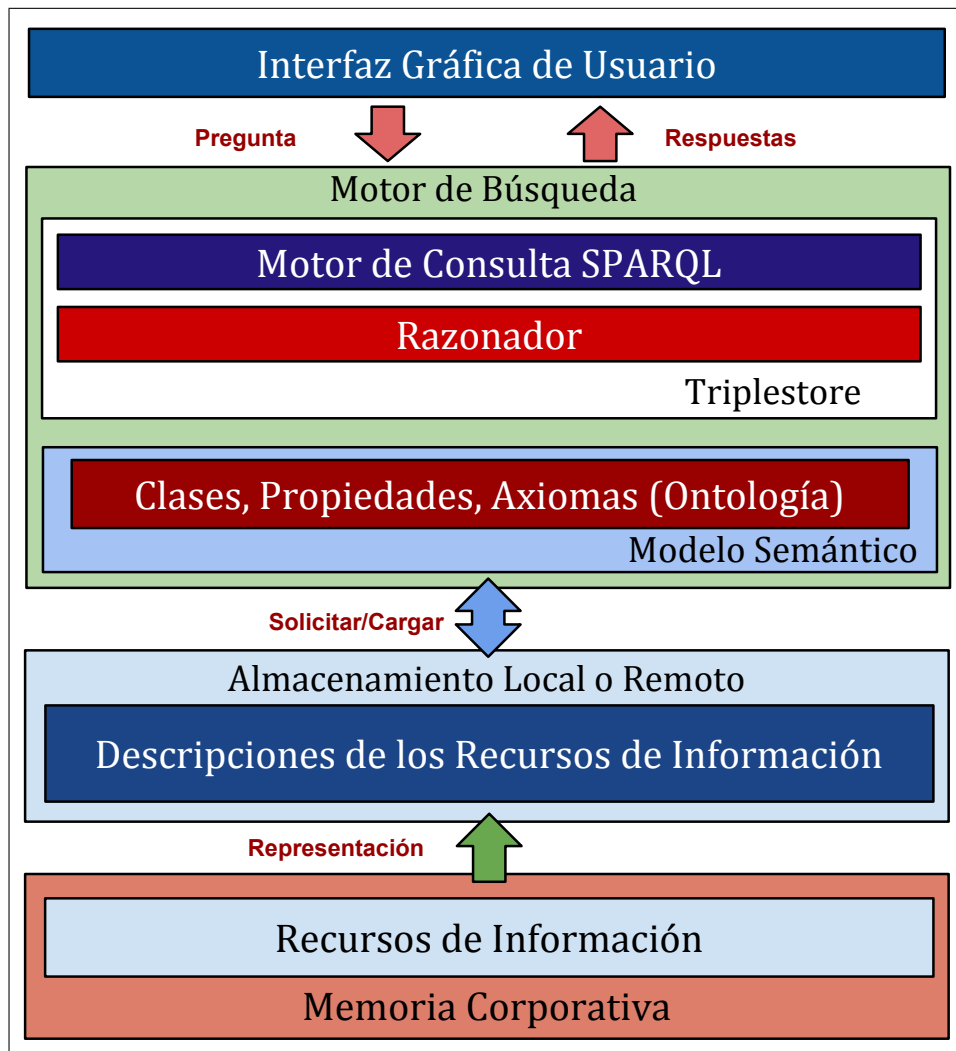 Interfaz Gráfica de Usuario
Pregunta
Respuestas
Motor de Búsqueda
Motor de Consulta SPARQL
Razonador
Triplestore
Clases, Propiedades, Axiomas (Ontología)
Modelo Semántico
Solicitar/Cargar
Almacenamiento Local o Remoto
Descripciones de los Recursos de Información
Representación
Recursos de Información
Memoria Corporativa